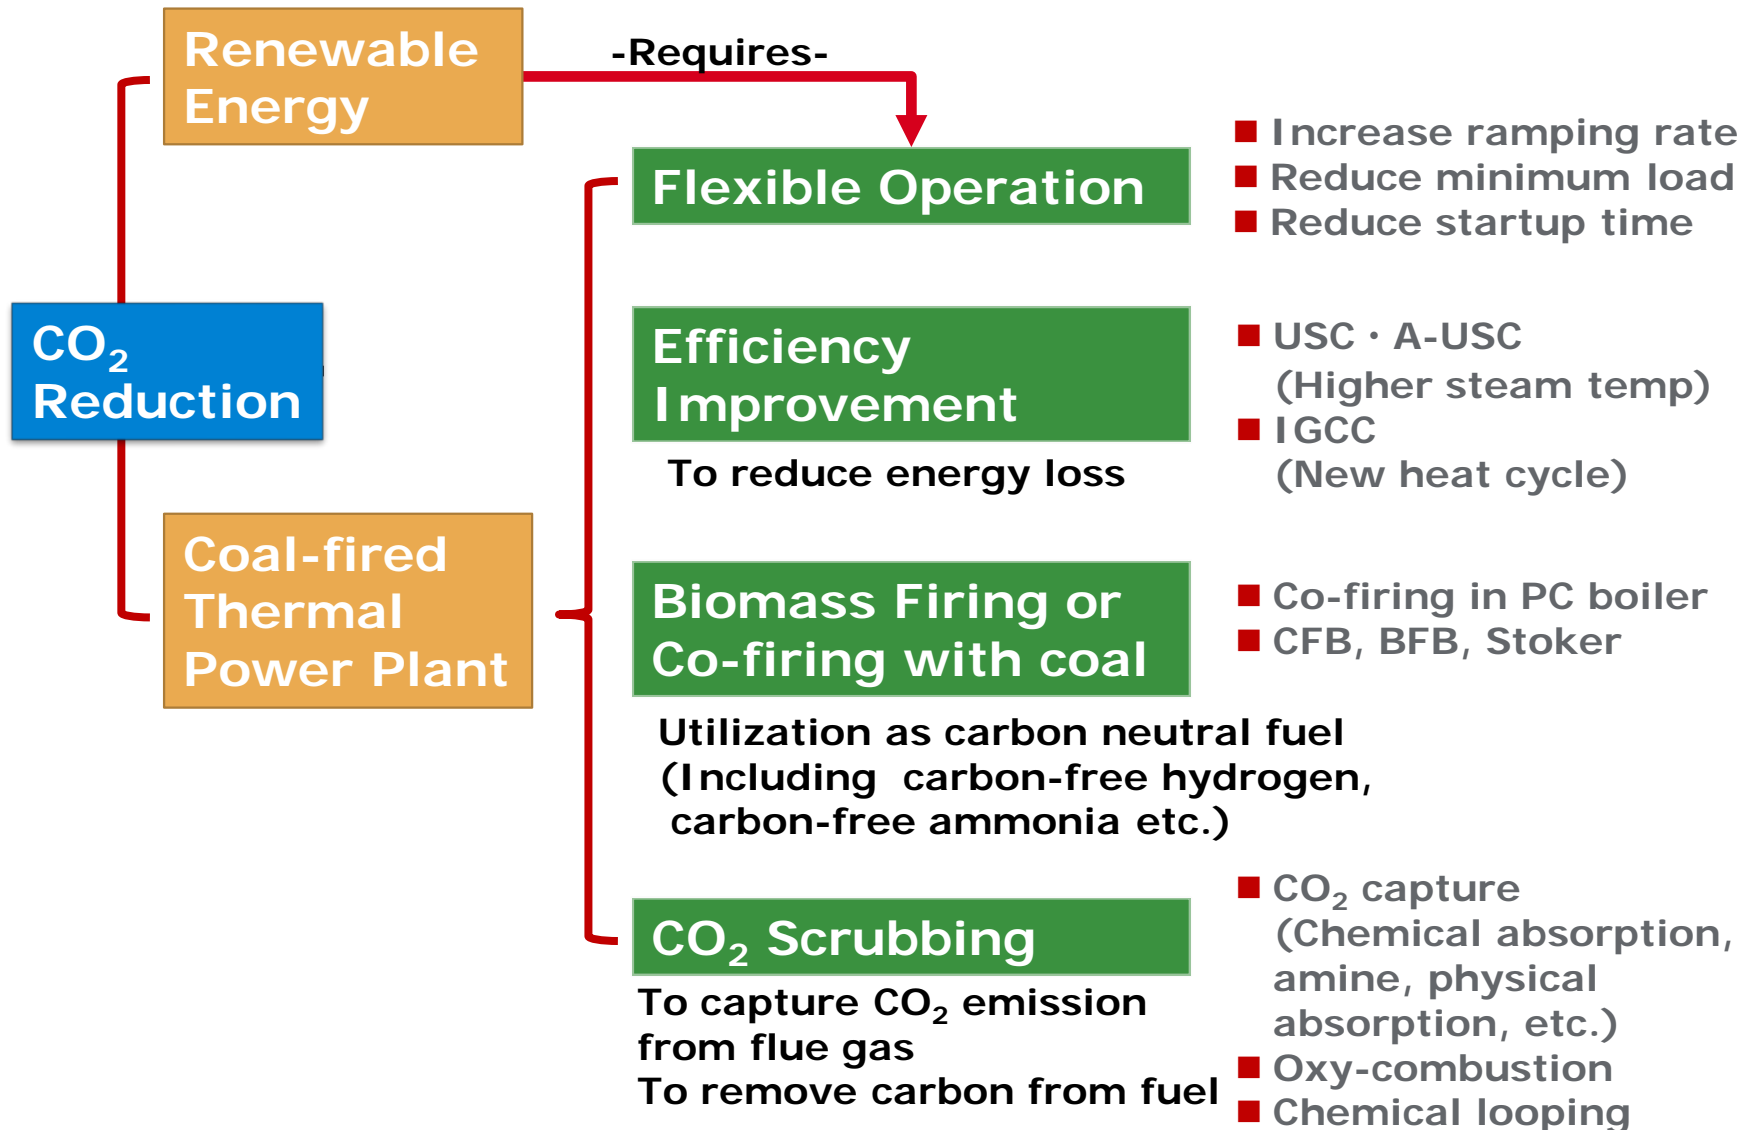 Renewable
Energy
-Requires-
Flexible Operation
■ Increase ramping rate
■ Reduce minimum load
■ Reduce startup time
CO₂
Reduction
Efficiency
Improvement
To reduce energy loss
■ USC・A-USC
(Higher steam temp)
■ IGCC
(New heat cycle)
Coal-fired
Thermal
Power Plant
Biomass Firing or
Co-firing with coal
■ Co-firing in PC boiler
■ CFB, BFB, Stoker
Utilization as carbon neutral fuel
(Including carbon-free hydrogen,
carbon-free ammonia etc.)
CO₂ Scrubbing
To capture CO₂ emission
from flue gas
To remove carbon from fuel
■ CO₂ capture
(Chemical absorption,
amine, physical
absorption, etc.)
■ Oxy-combustion
■ Chemical looping